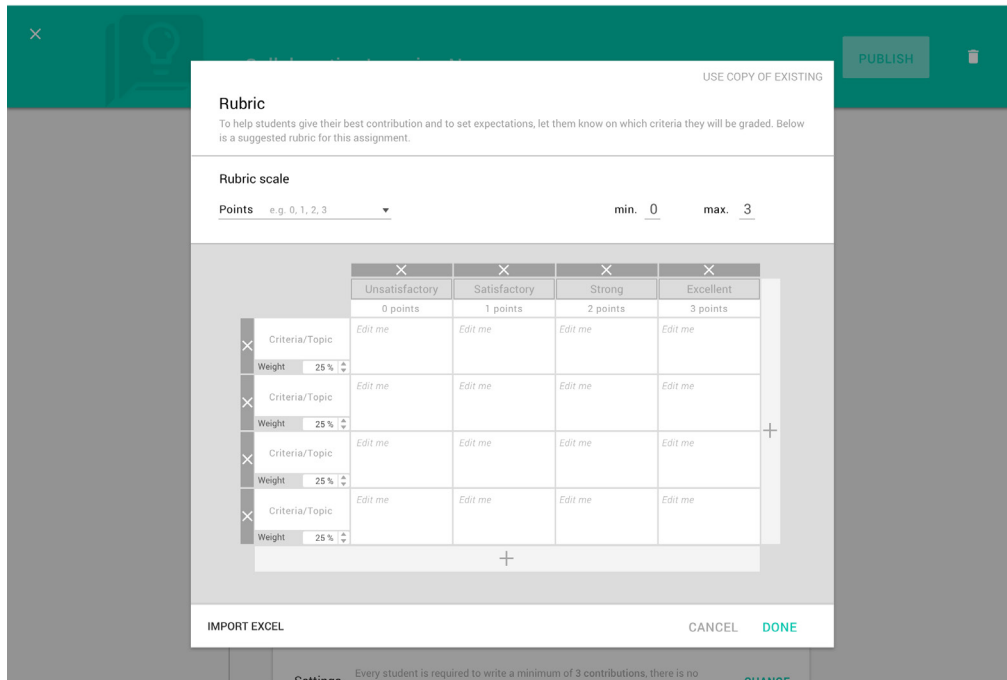 PUBLISH
USE COPY OF EXISTING
Rubric
To help students give their best contribution and to set expectations, let them know on which criteria they will be graded. Below
is a suggested rubric for this assignment.
Rubric scale
Points e.g. 0, 1, 2, 3 min. 0 max. 3
Unsatisfactory Satisfactory Strong Excellent
0 points 1 points 2 points 3 points
Edit me Edit me Edit me Edit me
Criteria/Topic
Weight 25 %
Edit me Edit me Edit me Edit me
Criteria/Topic
Weight 25 %
Edit me Edit me Edit me Edit me
Criteria/Topic
Weight 25 %
Edit me Edit me Edit me Edit me
Criteria/Topic
Weight 25 %
IMPORT EXCEL CANCEL DONE
Settings Every student is required to write a minimum of 3 contributions, there is no CHANGE